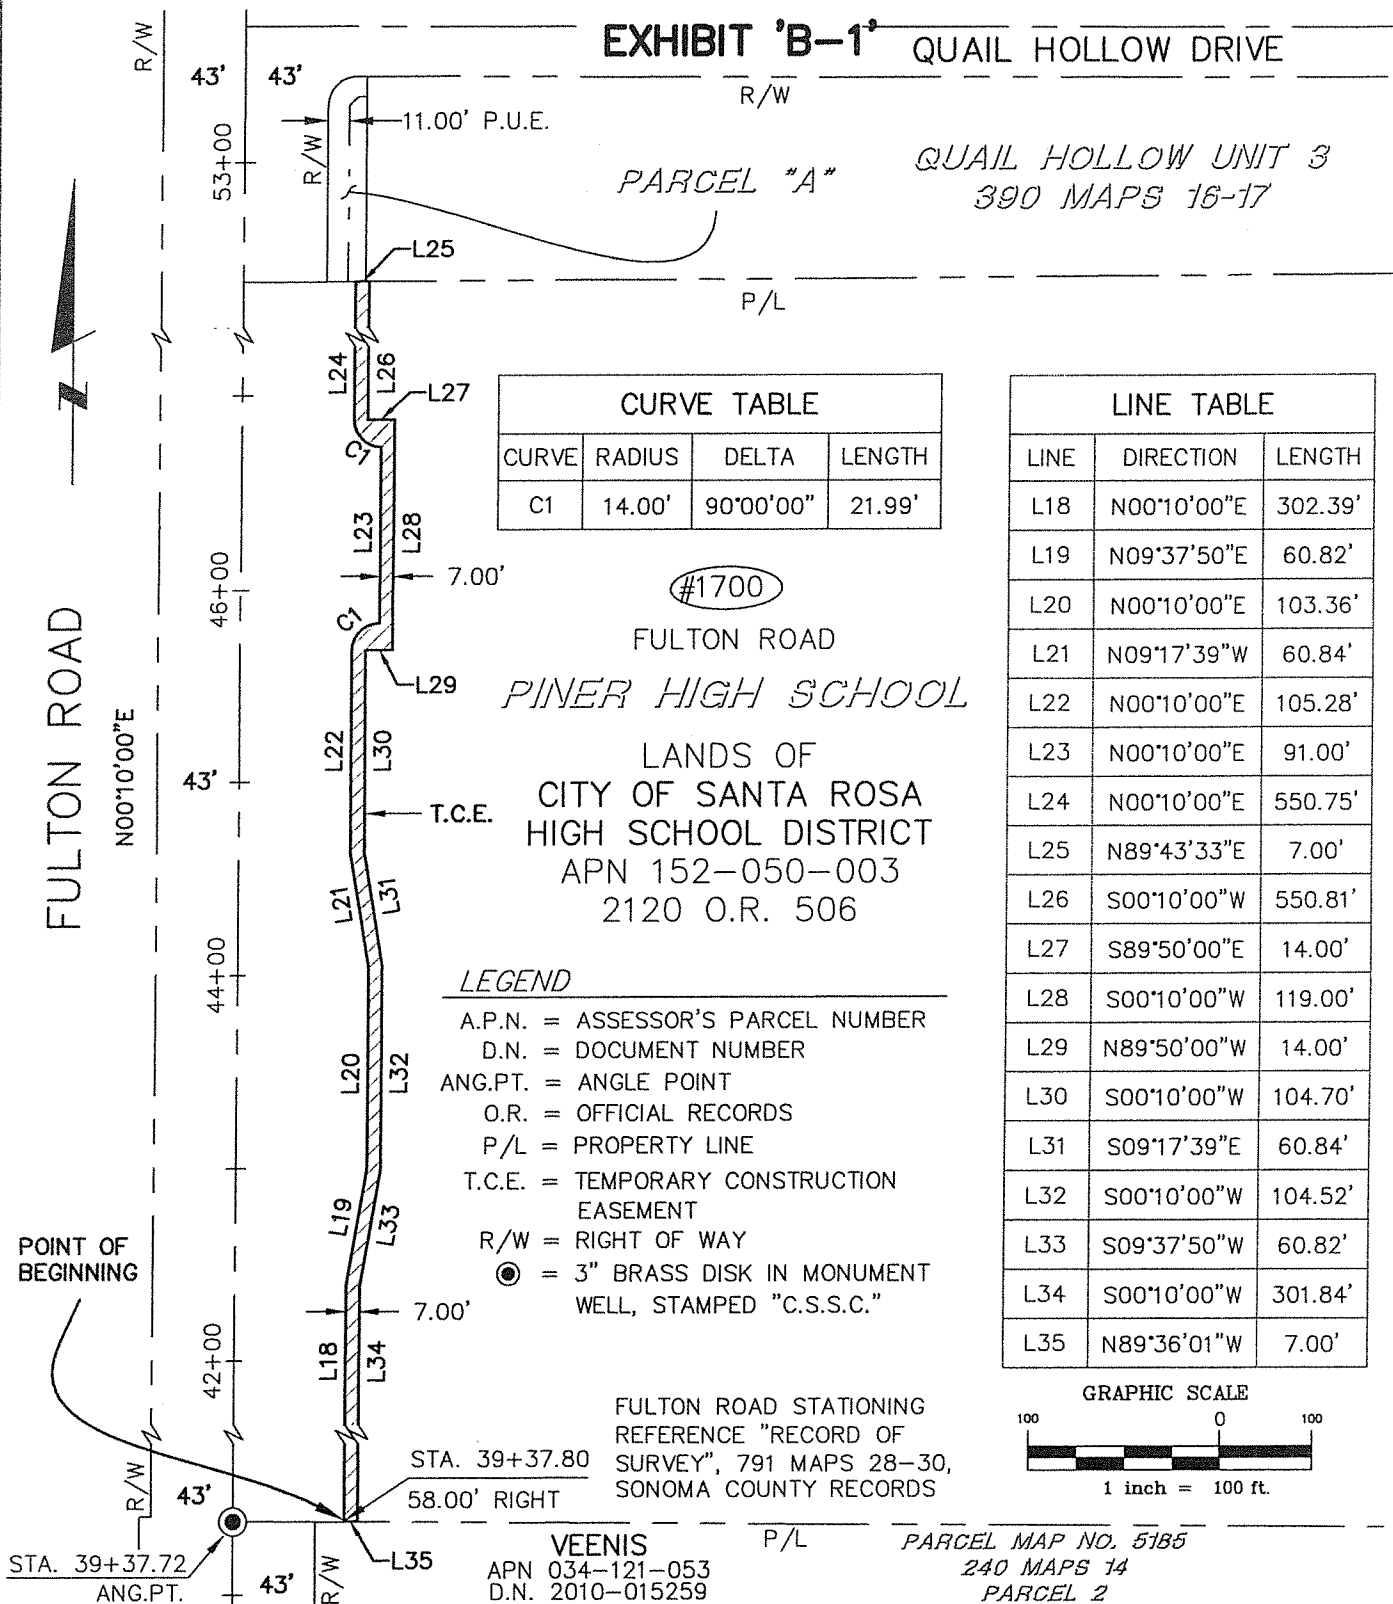 EXHIBIT 'B-1'
QUAIL HOLLOW DRIVE
R/W
43'
43'
R/W
11.00' P.U.E.
R/W
53+00
PARCEL "A"
QUAIL HOLLOW UNIT 3
390 MAPS 16-17
L25
P/L
Z
L24
L26
L27
C1
CURVE TABLE
CURVE RADIUS DELTA LENGTH
C1 14.00' 90°00'00" 21.99'
LINE TABLE
LINE DIRECTION LENGTH
L18 N00°10'00"E 302.39'
L19 N09°37'50"E 60.82'
L20 N00°10'00"E 103.36'
L21 N09°17'39"W 60.84'
L22 N00°10'00"E 105.28'
L23 N00°10'00"E 91.00'
L24 N00°10'00"E 550.75'
L25 N89°43'33"E 7.00'
L26 S00°10'00"W 550.81'
L27 S89°50'00"E 14.00'
L28 S00°10'00"W 119.00'
L29 N89°50'00"W 14.00'
L30 S00°10'00"W 104.70'
L31 S09°17'39"E 60.84'
L32 S00°10'00"W 104.52'
L33 S09°37'50"W 60.82'
L34 S00°10'00"W 301.84'
L35 N89°36'01"W 7.00'
L23
L28
7.00'
46+00
C1
L29
#1700
FULTON ROAD
PINER HIGH SCHOOL
LANDS OF
CITY OF SANTA ROSA
HIGH SCHOOL DISTRICT
APN 152-050-003
2120 O.R. 506
FULTON ROAD
N00°10'00"E
43'
L22
L30
T.C.E.
L21
L31
44+00
L20
L32
LEGEND
A.P.N. = ASSESSOR'S PARCEL NUMBER
D.N. = DOCUMENT NUMBER
ANG.PT. = ANGLE POINT
O.R. = OFFICIAL RECORDS
P/L = PROPERTY LINE
T.C.E. = TEMPORARY CONSTRUCTION
EASEMENT
R/W = RIGHT OF WAY
= 3" BRASS DISK IN MONUMENT
WELL, STAMPED "C.S.S.C."
L19
L33
POINT OF
BEGINNING
7.00'
42+00
L18
L34
FULTON ROAD STATIONING
REFERENCE "RECORD OF
SURVEY", 791 MAPS 28-30,
SONOMA COUNTY RECORDS
GRAPHIC SCALE
100 0 100
1 inch = 100 ft.
STA. 39+37.80
58.00' RIGHT
R/W
43'
STA. 39+37.72
ANG.PT.
43'
R/W
L35
VEENIS
APN 034-121-053
D.N. 2010-015259
P/L
PARCEL MAP NO. 5185
240 MAPS 14
PARCEL 2